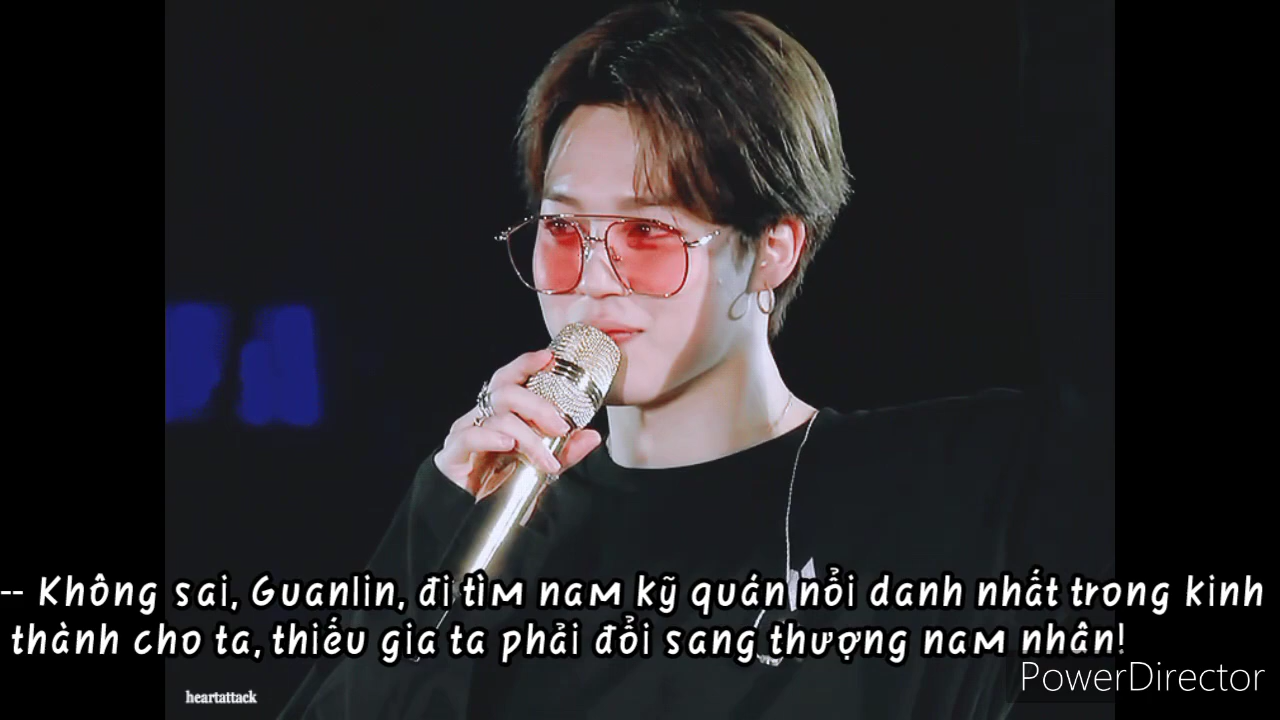 -- Không sai, Guanlin, đi tìm nam kỹ quán nổi danh nhất trong kinh
thành cho ta, thiếu gia ta phải đổi sang thượng nam nhân!
PowerDirector
heartattack